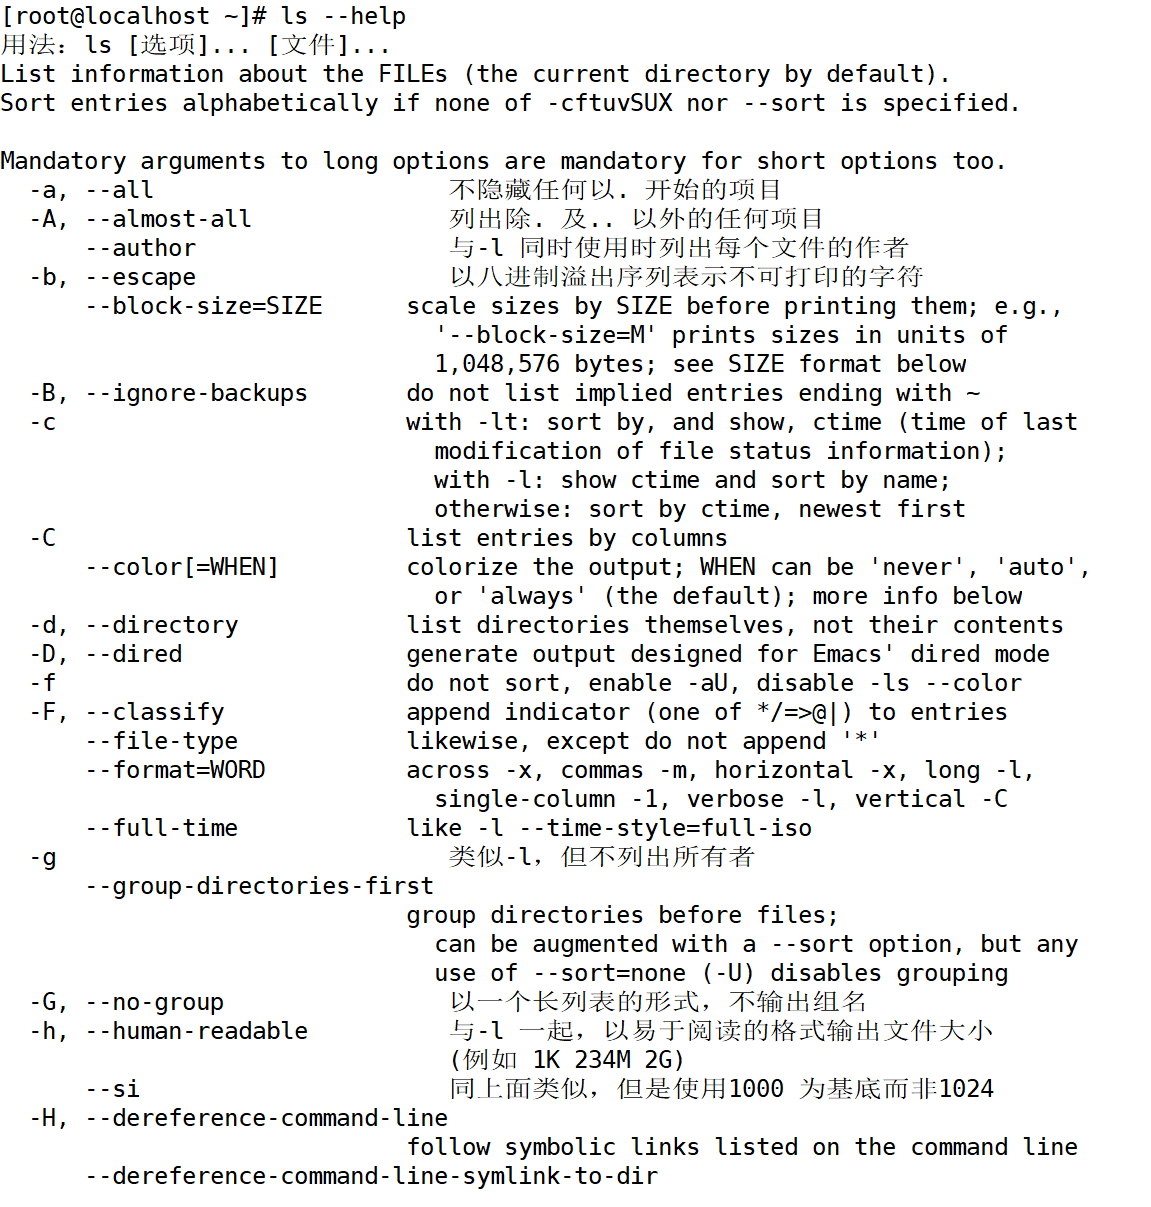 [root@localhost ~]# ls --help
用法：ls [选项]... [文件]...
List information about the FILEs (the current directory by default).
Sort entries alphabetically if none of -cftuvSUX nor --sort is specified.

Mandatory arguments to long options are mandatory for short options too.
  -a, --all                     不隐藏任何以. 开始的项目
  -A, --almost-all              列出除. 及.. 以外的任何项目
      --author                  与-l 同时使用时列出每个文件的作者
  -b, --escape                  以八进制溢出序列表示不可打印的字符
      --block-size=SIZE      scale sizes by SIZE before printing them; e.g.,
                               '--block-size=M' prints sizes in units of
                               1,048,576 bytes; see SIZE format below
  -B, --ignore-backups       do not list implied entries ending with ~
  -c                         with -lt: sort by, and show, ctime (time of last
                               modification of file status information);
                               with -l: show ctime and sort by name;
                               otherwise: sort by ctime, newest first
  -C                         list entries by columns
      --color[=WHEN]         colorize the output; WHEN can be 'never', 'auto',
                               or 'always' (the default); more info below
  -d, --directory            list directories themselves, not their contents
  -D, --dired                generate output designed for Emacs' dired mode
  -f                         do not sort, enable -aU, disable -ls --color
  -F, --classify             append indicator (one of */=>@|) to entries
      --file-type            likewise, except do not append '*'
      --format=WORD          across -x, commas -m, horizontal -x, long -l,
                               single-column -1, verbose -l, vertical -C
      --full-time            like -l --time-style=full-iso
  -g                            类似-l，但不列出所有者
      --group-directories-first
                             group directories before files;
                               can be augmented with a --sort option, but any
                               use of --sort=none (-U) disables grouping
  -G, --no-group                以一个长列表的形式，不输出组名
  -h, --human-readable          与-l 一起，以易于阅读的格式输出文件大小
                                (例如 1K 234M 2G)
      --si                      同上面类似，但是使用1000 为基底而非1024
  -H, --dereference-command-line
                             follow symbolic links listed on the command line
      --dereference-command-line-symlink-to-dir